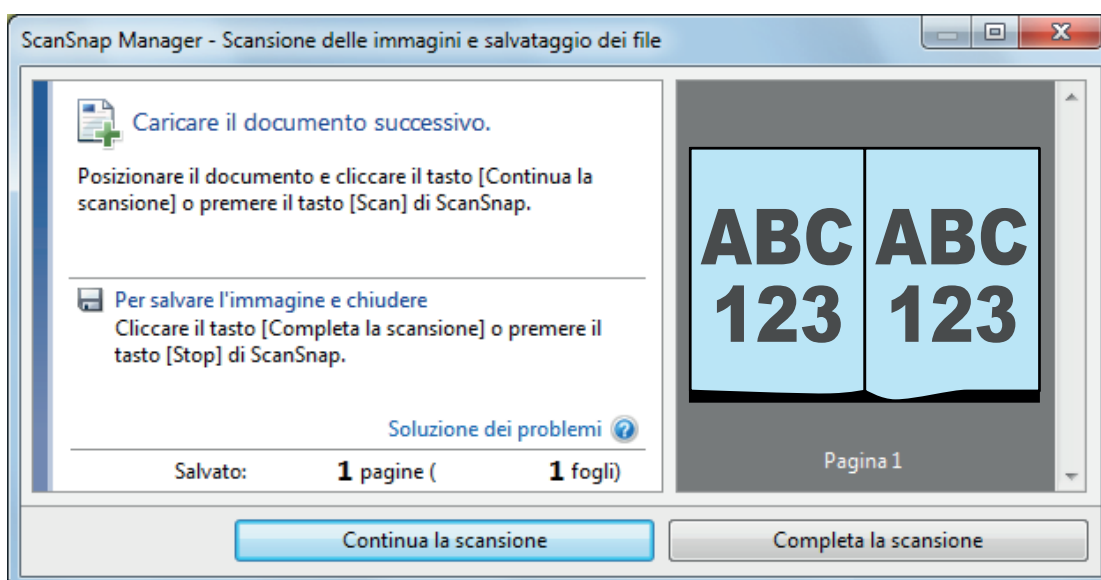 ScanSnap Manager - Scansione delle immagini e salvataggio dei file
Caricare il documento successivo.
Posizionare il documento e cliccare il tasto [Continua la
scansione] o premere il tasto [Scan] di ScanSnap.
Per salvare l'immagine e chiudere
Cliccare il tasto [Completa la scansione] o premere il
tasto [Stop] di ScanSnap.
Soluzione dei problemi
Salvato: 1 pagine ( 1 fogli)
ABC ABC
123 123
Pagina 1
Continua la scansione Completa la scansione